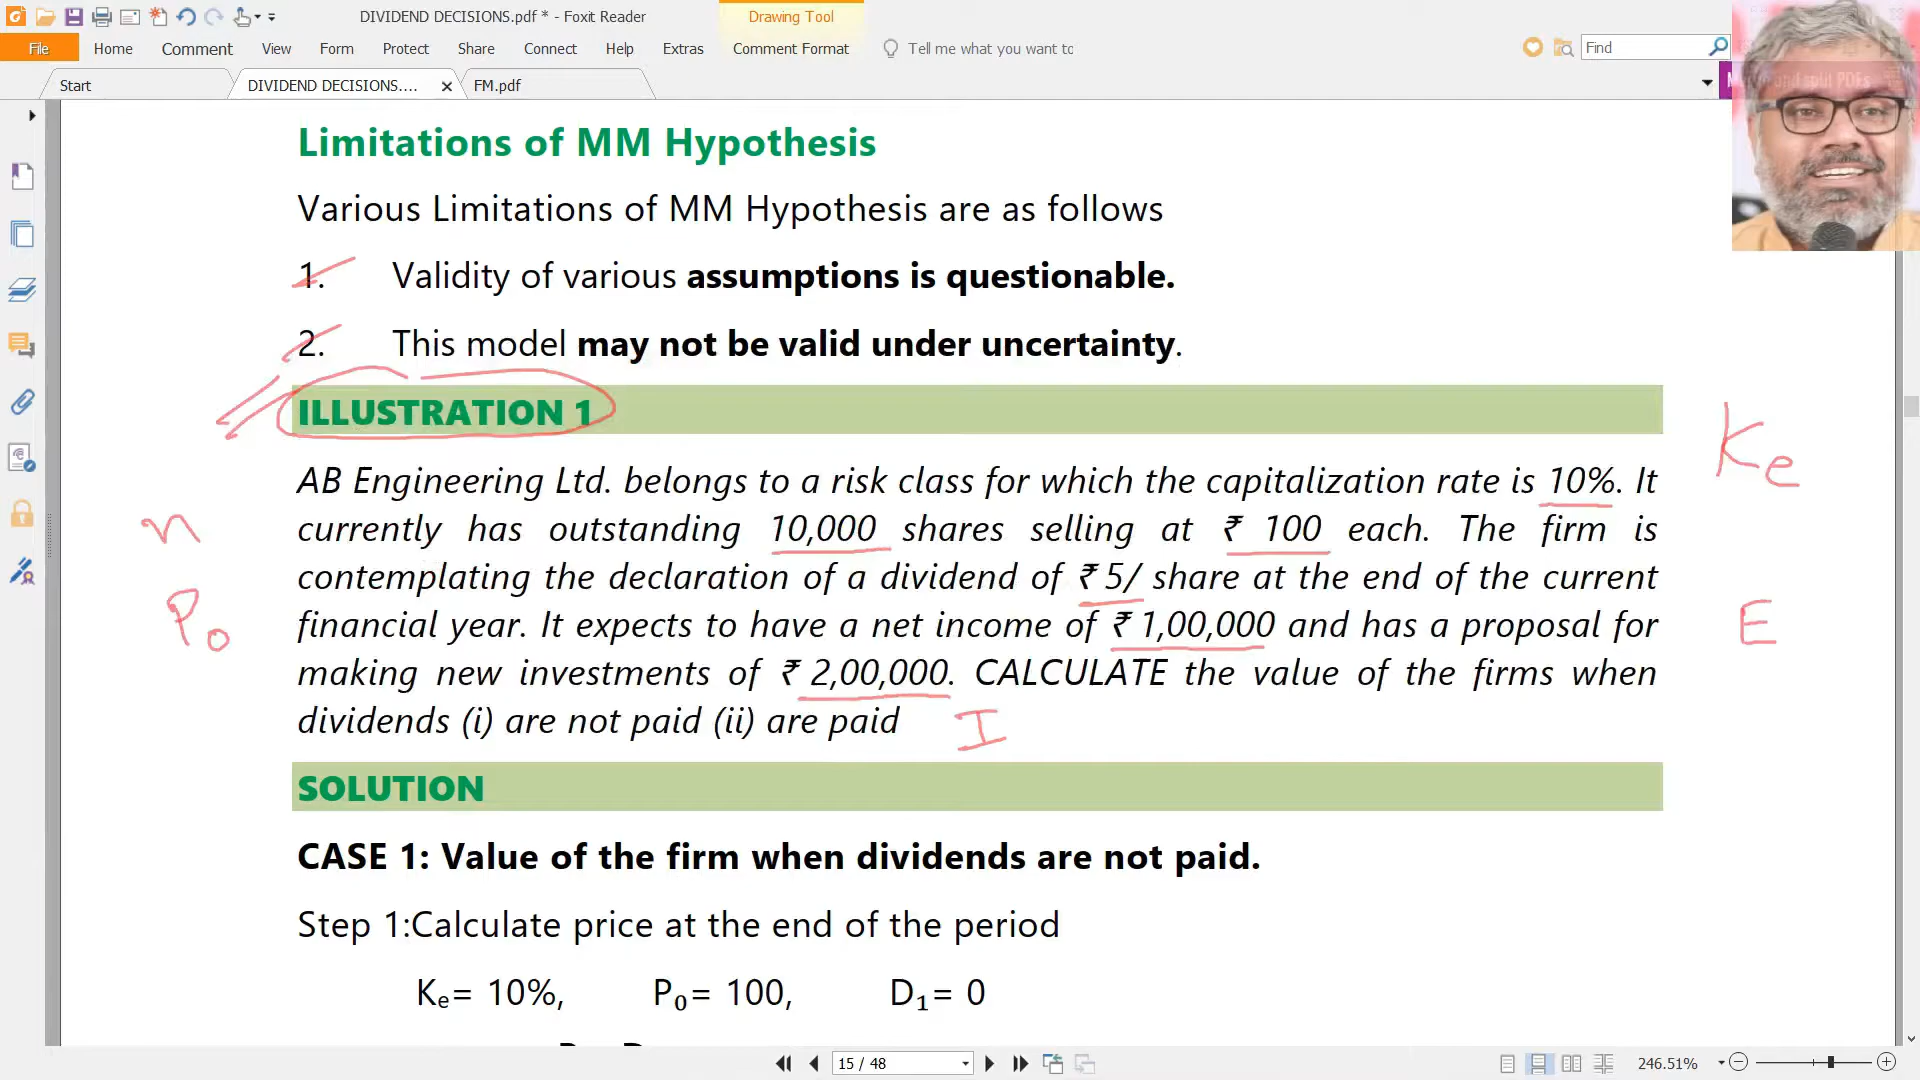 DIVIDEND DECISIONS.pdf * - Foxit Reader
Drawing Tool
File Home Comment View Form Protect Share Connect Help Extras Comment Format Tell me what you want to Find
Start DIVIDEND DECISIONS.... FM.pdf
Limitations of MM Hypothesis
Various Limitations of MM Hypothesis are as follows
1. Validity of various assumptions is questionable.
2. This model may not be valid under uncertainty.
ILLUSTRATION 1
Ke
AB Engineering Ltd. belongs to a risk class for which the capitalization rate is 10%. It
n currently has outstanding 10,000 shares selling at ₹ 100 each. The firm is
contemplating the declaration of a dividend of ₹ 5/ share at the end of the current
P0 financial year. It expects to have a net income of ₹ 1,00,000 and has a proposal for E
making new investments of ₹ 2,00,000. CALCULATE the value of the firms when
dividends (i) are not paid (ii) are paid I
SOLUTION
CASE 1: Value of the firm when dividends are not paid.
Step 1:Calculate price at the end of the period
Ke= 10%, P0= 100, D1= 0
15 / 48 246.51%